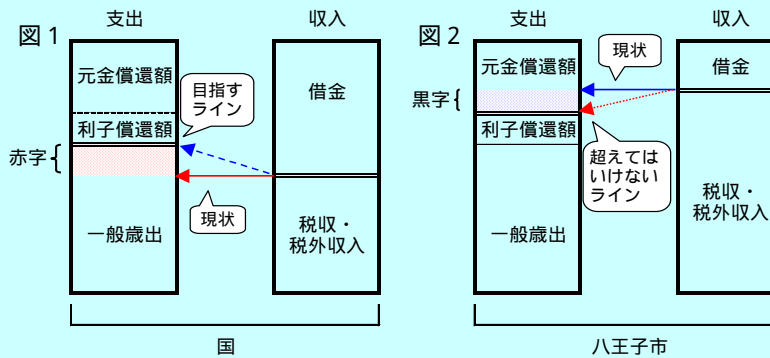 図1
支出
収入
元金償還額
利子償還額
一般歳出
赤字
目指す
ライン
現状
借金
税収・
税外収入
国
図2
支出
収入
元金償還額
利子償還額
一般歳出
黒字
現状
超えては
いけない
ライン
借金
税収・
税外収入
八王子市